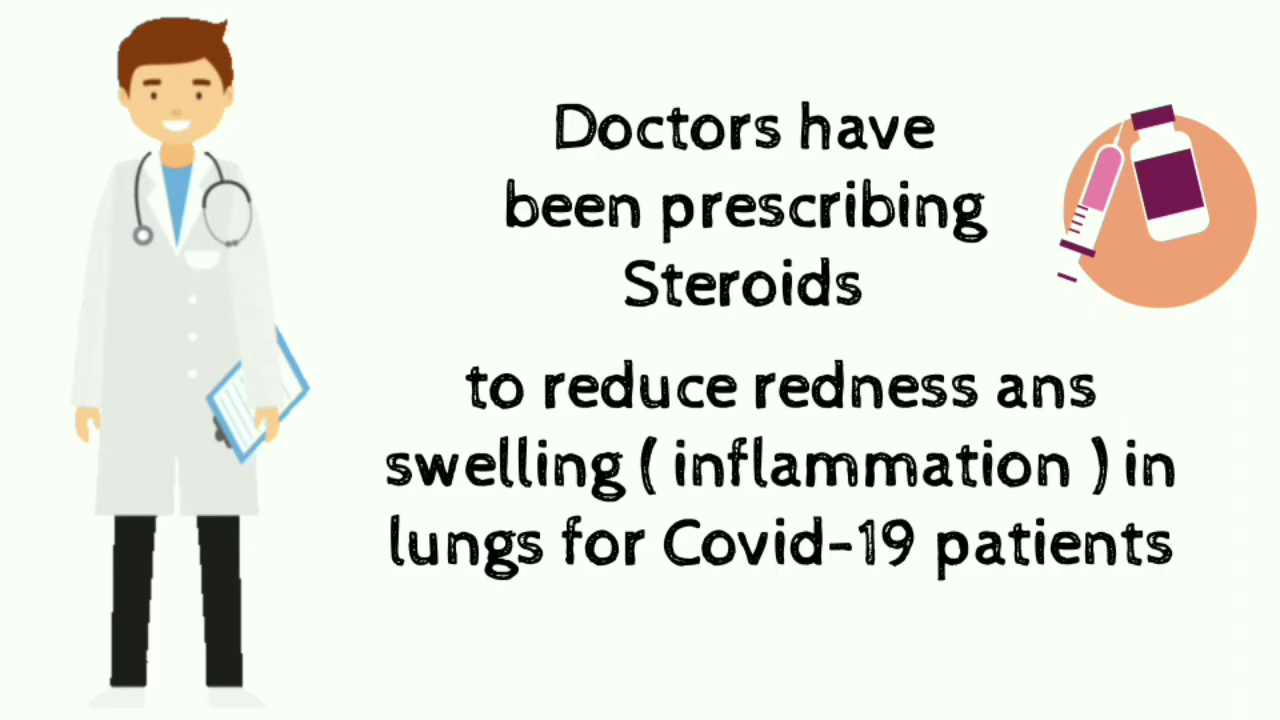 Doctors have
been prescribing
Steroids
to reduce redness ans
swelling ( inflammation ) in
lungs for Covid-19 patients